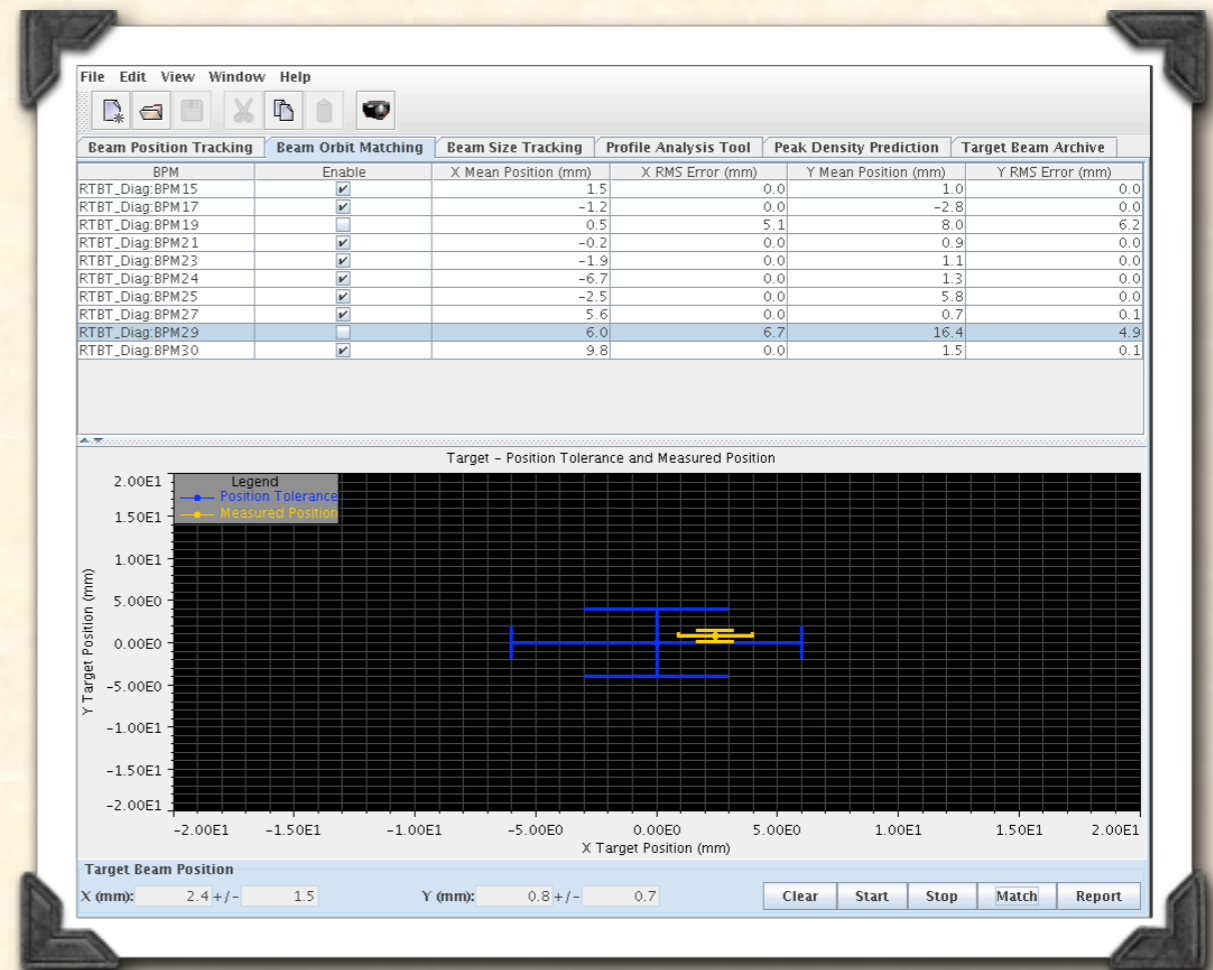 File Edit View Window Help
Beam Position Tracking Beam Orbit Matching Beam Size Tracking Profile Analysis Tool Peak Density Prediction Target Beam Archive
BPM Enable X Mean Position (mm) X RMS Error (mm) Y Mean Position (mm) Y RMS Error (mm)
RTBT_Diag:BPM15 1.5 0.0 1.0 0.0
RTBT_Diag:BPM17 −1.2 0.0 −2.8 0.0
RTBT_Diag:BPM19 0.5 5.1 8.0 6.2
RTBT_Diag:BPM21 −0.2 0.0 0.9 0.0
RTBT_Diag:BPM23 −1.9 0.0 1.1 0.0
RTBT_Diag:BPM24 −6.7 0.0 1.3 0.0
RTBT_Diag:BPM25 −2.5 0.0 5.8 0.0
RTBT_Diag:BPM27 5.6 0.0 0.7 0.1
RTBT_Diag:BPM29 6.0 6.7 16.4 4.9
RTBT_Diag:BPM30 9.8 0.0 1.5 0.1
Target – Position Tolerance and Measured Position
Legend
Position Tolerance
Measured Position
2.00E1
1.50E1
1.00E1
5.00E0
0.00E0
−5.00E0
−1.00E1
−1.50E1
−2.00E1
Y Target Position (mm)
−2.00E1 −1.50E1 −1.00E1 −5.00E0 0.00E0 5.00E0 1.00E1 1.50E1 2.00E1
X Target Position (mm)
Target Beam Position
X (mm): 2.4 +/− 1.5 Y (mm): 0.8 +/− 0.7 Clear Start Stop Match Report